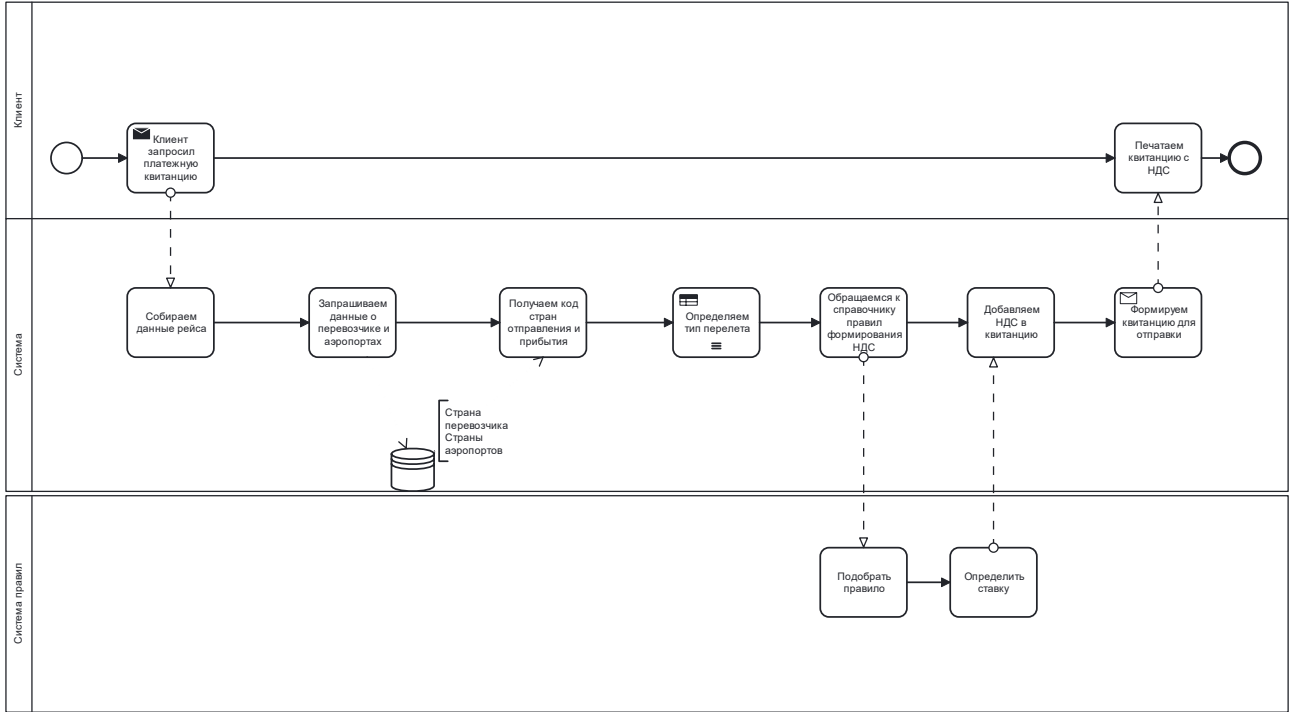 Клиент
Клиент
запросил
платежную
квитанцию
Печатаем
квитанцию с
НДС
Система
Собираем
данные рейса
Запрашиваем
данные о
перевозчике и
аэропортах
Получаем код
стран
отправления и
прибытия
Определяем
тип перелета
Обращаемся к
справочнику
правил
формирования
НДС
Добавляем
НДС в
квитанцию
Формируем
квитанцию для
отправки
Страна
перевозчика
Страны
аэропортов
Система правил
Подобрать
правило
Определить
ставку